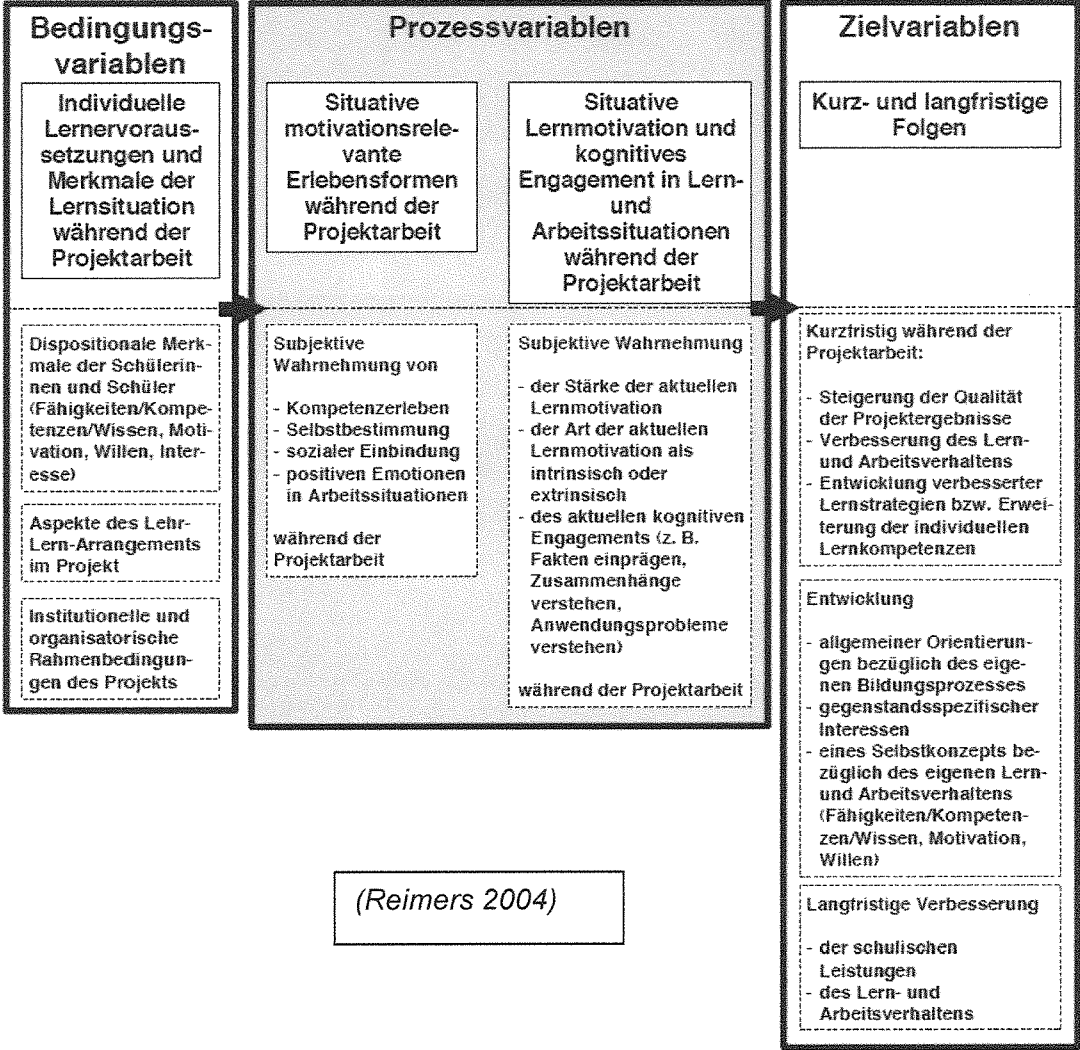 Bedingungs-
variablen
Individuelle
Lernervoraus-
setzungen und
Merkmale der
Lernsituation
während der
Projektarbeit
Dispositionale Merk-
male der Schülerin-
nen und Schüler
(Fähigkeiten/Kompe-
tenzen/Wissen, Moti-
vation, Willen, Inter-
esse)
Aspekte des Lehr-
Lern-Arrangements
im Projekt
Institutionelle und
organisatorische
Rahmenbedingun-
gen des Projekts
Prozessvariablen
Situative
motivationsrele-
vante
Erlebensformen
während der
Projektarbeit
Subjektive
Wahrnehmung von
- Kompetenzerleben
- Selbstbestimmung
- sozialer Einbindung
- positiven Emotionen
in Arbeitssituationen
während der
Projektarbeit
Situative
Lernmotivation und
kognitives
Engagement in Lern-
und
Arbeitssituationen
während der
Projektarbeit
Subjektive Wahrnehmung
- der Stärke der aktuellen
Lernmotivation
- der Art der aktuellen
Lernmotivation als
intrinsisch oder
extrinsisch
- des aktuellen kognitiven
Engagements (z. B.
Fakten einprägen,
Zusammenhänge
verstehen,
Anwendungsprobleme
verstehen)
während der Projektarbeit
Zielvariablen
Kurz- und langfristige
Folgen
Kurzfristig während der
Projektarbeit:
- Steigerung der Qualität
der Projektergebnisse
- Verbesserung des Lern-
und Arbeitsverhaltens
- Entwicklung verbesserter
Lernstrategien bzw. Erwei-
terung der individuellen
Lernkompetenzen
Entwicklung
- allgemeiner Orientierun-
gen bezüglich des eige-
nen Bildungsprozesses
- gegenstandsspezifischer
Interessen
- eines Selbstkonzepts be-
züglich des eigenen Lern-
und Arbeitsverhaltens
(Fähigkeiten/Kompeten-
zen/Wissen, Motivation,
Willen)
Langfristige Verbesserung
- der schulischen
Leistungen
- des Lern- und
Arbeitsverhaltens
(Reimers 2004)